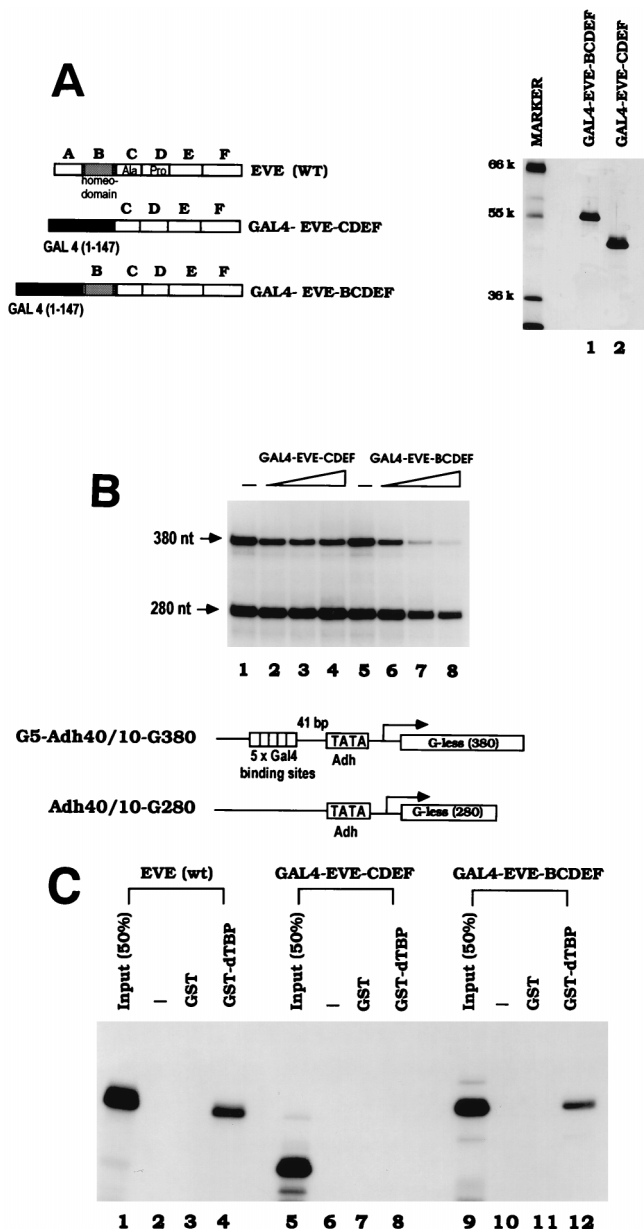 A
A B C D E F
Ala Pro
EVE (WT)
homeo-
domain
C D E F
GAL4- EVE-CDEF
GAL 4 (1-147)
B C D E F
GAL4- EVE-BCDEF
GAL 4 (1-147)
MARKER
GAL4-EVE-BCDEF
GAL4-EVE-CDEF
66 k
55 k
36 k
1 2
B
– GAL4-EVE-CDEF – GAL4-EVE-BCDEF
380 nt
280 nt
1 2 3 4 5 6 7 8
G5-Adh40/10-G380
41 bp
TATA
G-less (380)
5 x Gal4
binding sites
Adh
Adh40/10-G280
TATA
G-less (280)
Adh
C
EVE (wt) GAL4-EVE-CDEF GAL4-EVE-BCDEF
Input (50%)
–
GST
GST-dTBP
Input (50%)
–
GST
GST-dTBP
Input (50%)
–
GST
GST-dTBP
1 2 3 4 5 6 7 8 9 10 11 12